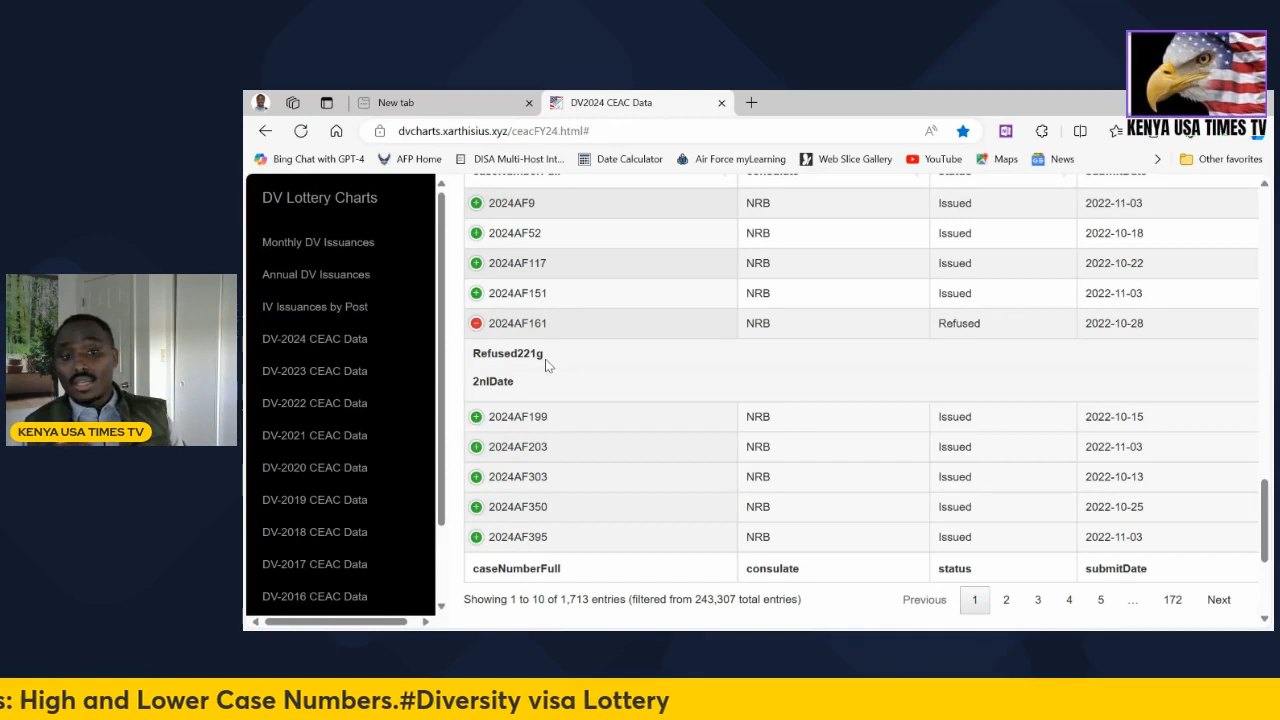 New tab
DV2024 CEAC Data
dvcharts.xarthisius.xyz/ceacFY24.html#
KENYA USA TIMES TV
Bing Chat with GPT-4
AFP Home
DISA Multi-Host Int...
Date Calculator
Air Force myLearning
Web Slice Gallery
YouTube
Maps
News
Other favorites
DV Lottery Charts
Monthly DV Issuances
Annual DV Issuances
IV Issuances by Post
DV-2024 CEAC Data
DV-2023 CEAC Data
DV-2022 CEAC Data
DV-2021 CEAC Data
DV-2020 CEAC Data
DV-2019 CEAC Data
DV-2018 CEAC Data
DV-2017 CEAC Data
DV-2016 CEAC Data
caseNumberFull consulate status submitDate
2024AF9 NRB Issued 2022-11-03
2024AF52 NRB Issued 2022-10-18
2024AF117 NRB Issued 2022-10-22
2024AF151 NRB Issued 2022-11-03
2024AF161 NRB Refused 2022-10-28
Refused221g
2nlDate
2024AF199 NRB Issued 2022-10-15
2024AF203 NRB Issued 2022-11-03
2024AF303 NRB Issued 2022-10-13
2024AF350 NRB Issued 2022-10-25
2024AF395 NRB Issued 2022-11-03
caseNumberFull consulate status submitDate
Showing 1 to 10 of 1,713 entries (filtered from 243,307 total entries)
Previous 1 2 3 4 5 ... 172 Next
KENYA USA TIMES TV
s: High and Lower Case Numbers.#Diversity visa Lottery